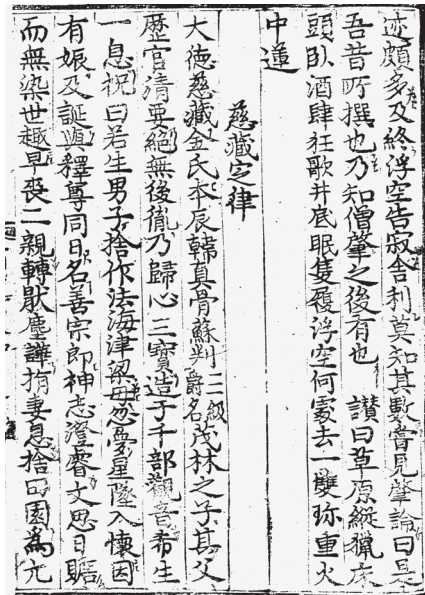 迹頗多及終浮空告寂舍利莫知其數甞見肇論曰是
吾昔所撰也乃知僧肇之後有也 讃曰草原縱獵床
頭臥酒肆狂歌井底眠隻履浮空何處去一雙珎重火
中蓮
慈藏定律
大德慈藏金氏本辰韓真骨蘇判三級爵名茂林之子其父
歷官清要絕無後胤乃歸心三寳造于千部觀音希生
一息祝曰若生男子捨作法海津梁母忽夢星墜入懷因
有娠及誕與釋尊同日名善宗郎神志澄睿文思日贍
而無染世趣早喪二親轉厭塵譁捐妻息捨田園為元